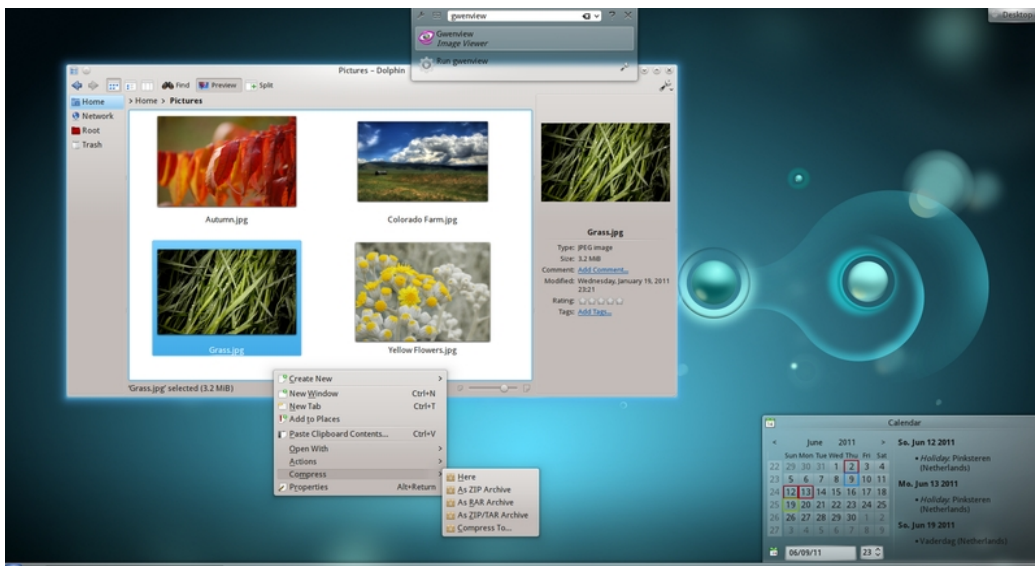 gwenview
Gwenview
Image Viewer
Run gwenview
Desktop
Pictures – Dolphin
Find
Preview
Split
Home
Network
Root
Trash
> Home > Pictures
Autumn.jpg
Colorado Farm.jpg
Grass.jpg
Yellow Flowers.jpg
'Grass.jpg' selected (3.2 MiB)
Grass.jpg
Type: JPEG image
Size: 3.2 MiB
Comment: Add Comment...
Modified: Wednesday, January 19, 2011
23:21
Rating:
Tags: Add Tags...
Create New
New Window Ctrl+N
New Tab Ctrl+T
Add to Places
Paste Clipboard Contents... Ctrl+V
Open With
Actions
Compress
Properties Alt+Return
Here
As ZIP Archive
As RAR Archive
As ZIP/TAR Archive
Compress To...
Calendar
< June 2011 >
Sun Mon Tue Wed Thu Fri Sat
22 29 30 31 1 2 3 4
23 5 6 7 8 9 10 11
24 12 13 14 15 16 17 18
25 19 20 21 22 23 24 25
26 26 27 28 29 30 1 2
27 3 4 5 6 7 8 9
06/09/11 23
So. Jun 12 2011
• Holiday: Pinksteren
(Netherlands)
Mo. Jun 13 2011
• Holiday: Pinksteren
(Netherlands)
So. Jun 19 2011
• Vaderdag (Netherlands)